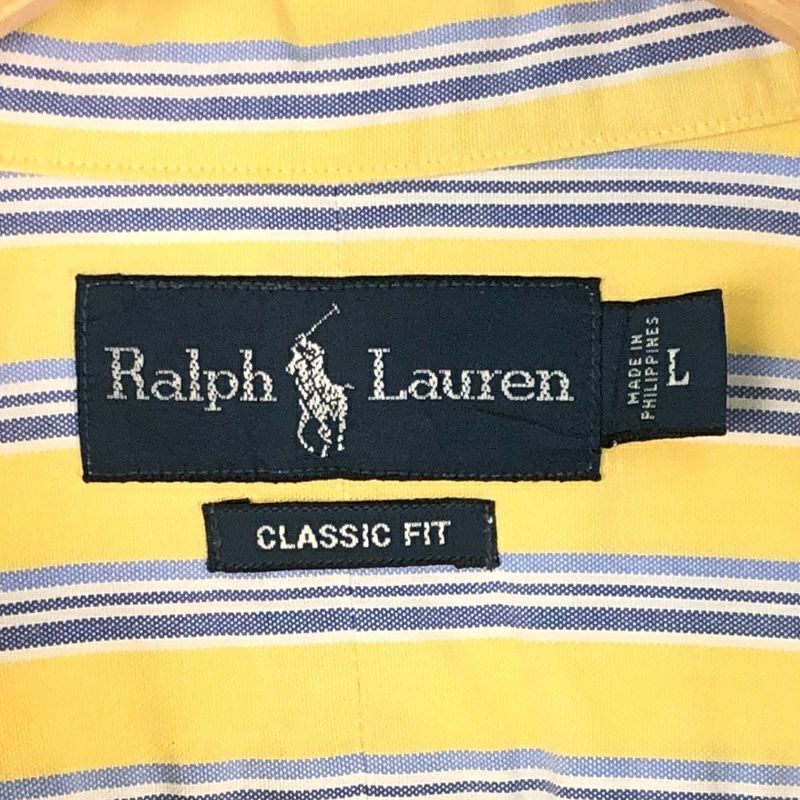 Ralph Lauren
MADE IN
PHILIPPINES
L
CLASSIC FIT